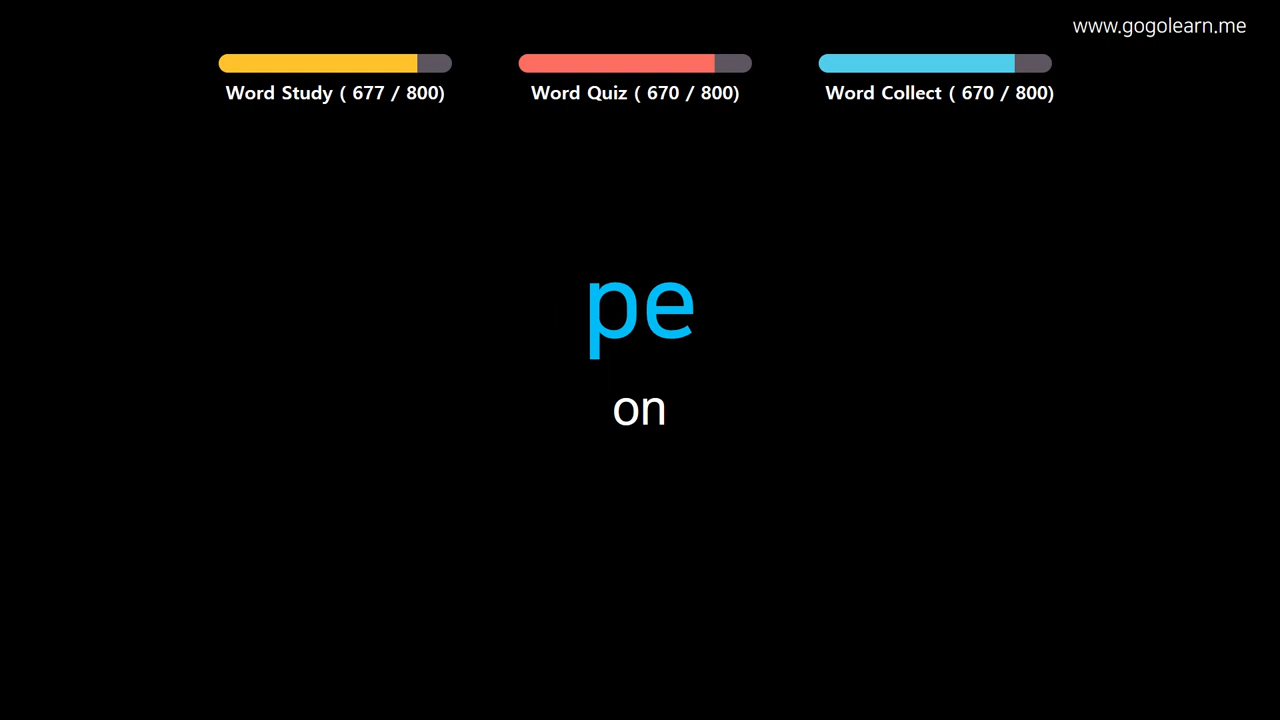 www.gogolearn.me
Word Study ( 677 / 800)
Word Quiz ( 670 / 800)
Word Collect ( 670 / 800)
pe
on